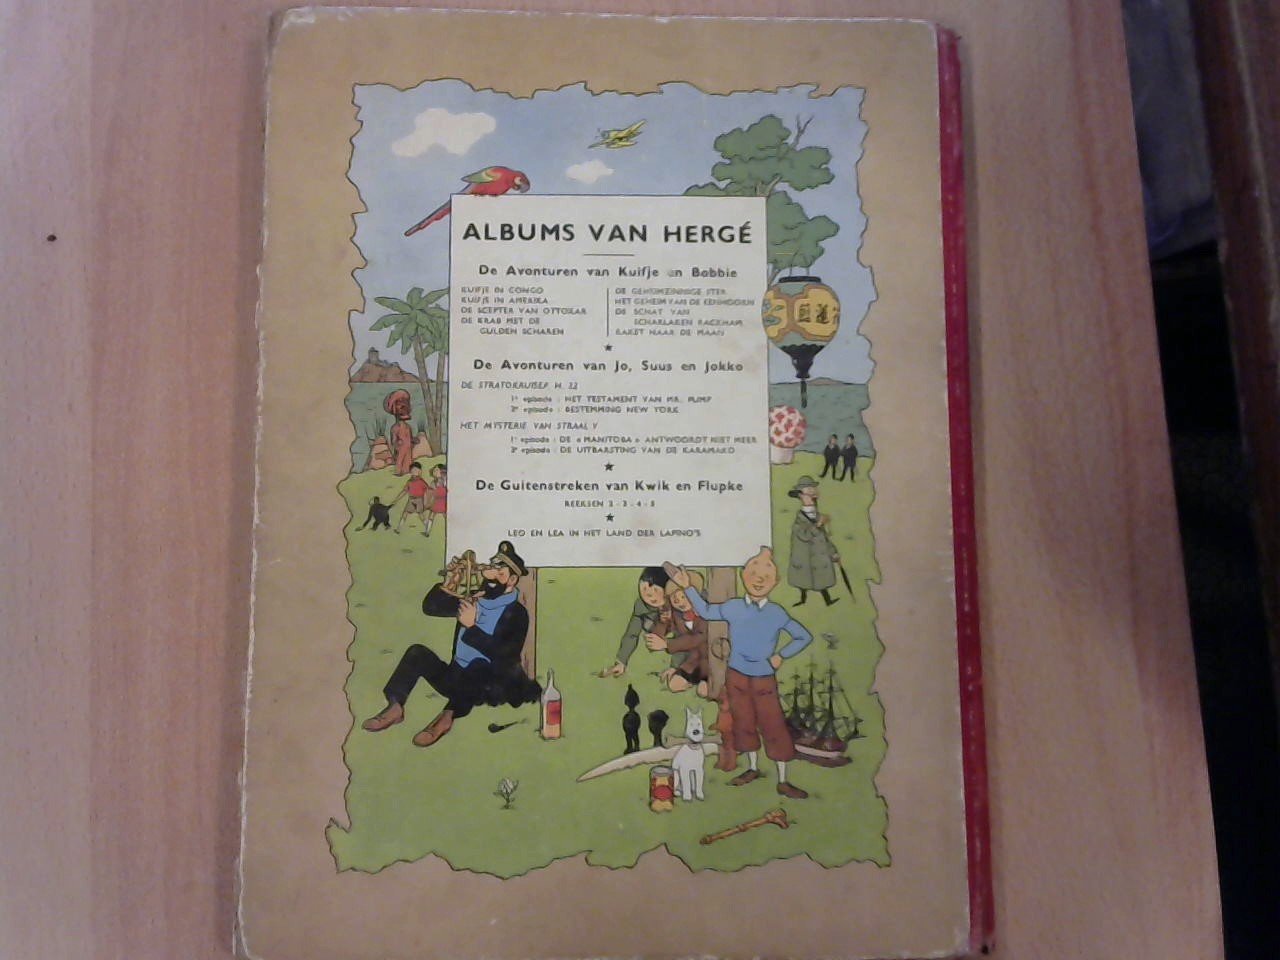 ALBUMS VAN HERGÉ
De Avonturen van Kuifje en Bobbie
KUIFJE IN CONGO
KUIFJE IN AMERIKA
DE SCEPTER VAN OTTOKAR
DE KRAB MET DE
GULDEN SCHAREN
DE GEHEIMZINNIGE STER
HET GEHEIM VAN DE EENHOORN
DE SCHAT VAN
SCHARLAKEN RACKHAM
RAKET NAAR DE MAAN
De Avonturen van Jo, Suus en Jokko
DE STRATOKRUISER H. 22
1e episode : HET TESTAMENT VAN MR. PUMP
2e episode : BESTEMMING NEW YORK
HET MYSTERIE VAN STRAAL V
1e episode : DE « MANITOBA » ANTWOORDT NIET MEER
2e episode : DE UITBARSTING VAN DE KARAMAKO
De Guitenstreken van Kwik en Flupke
REEKSEN 2 - 3 - 4 - 5
LEO EN LEA IN HET LAND DER LAPINO'S